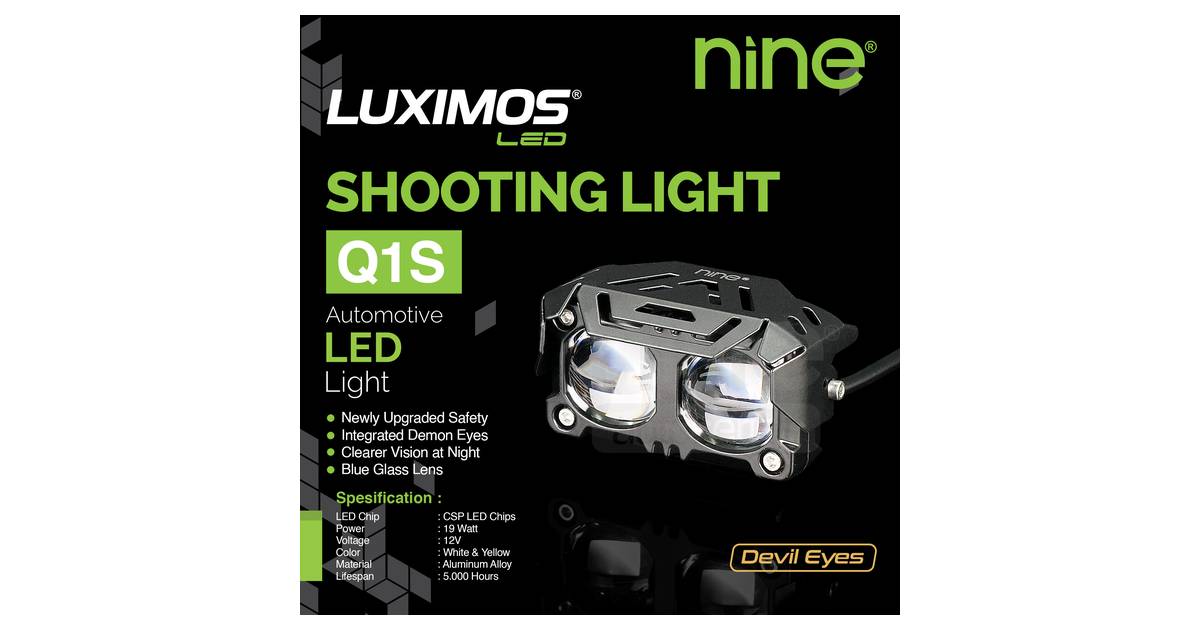 nine®
LUXIMOS®
LED
SHOOTING LIGHT
Q1S
nine®
Automotive
LED
Light
Newly Upgraded Safety
Integrated Demon Eyes
Clearer Vision at Night
Blue Glass Lens
Spesification :
LED Chip : CSP LED Chips
Power : 19 Watt
Voltage : 12V
Color : White & Yellow
Material : Aluminum Alloy
Lifespan : 5.000 Hours
Devil Eyes